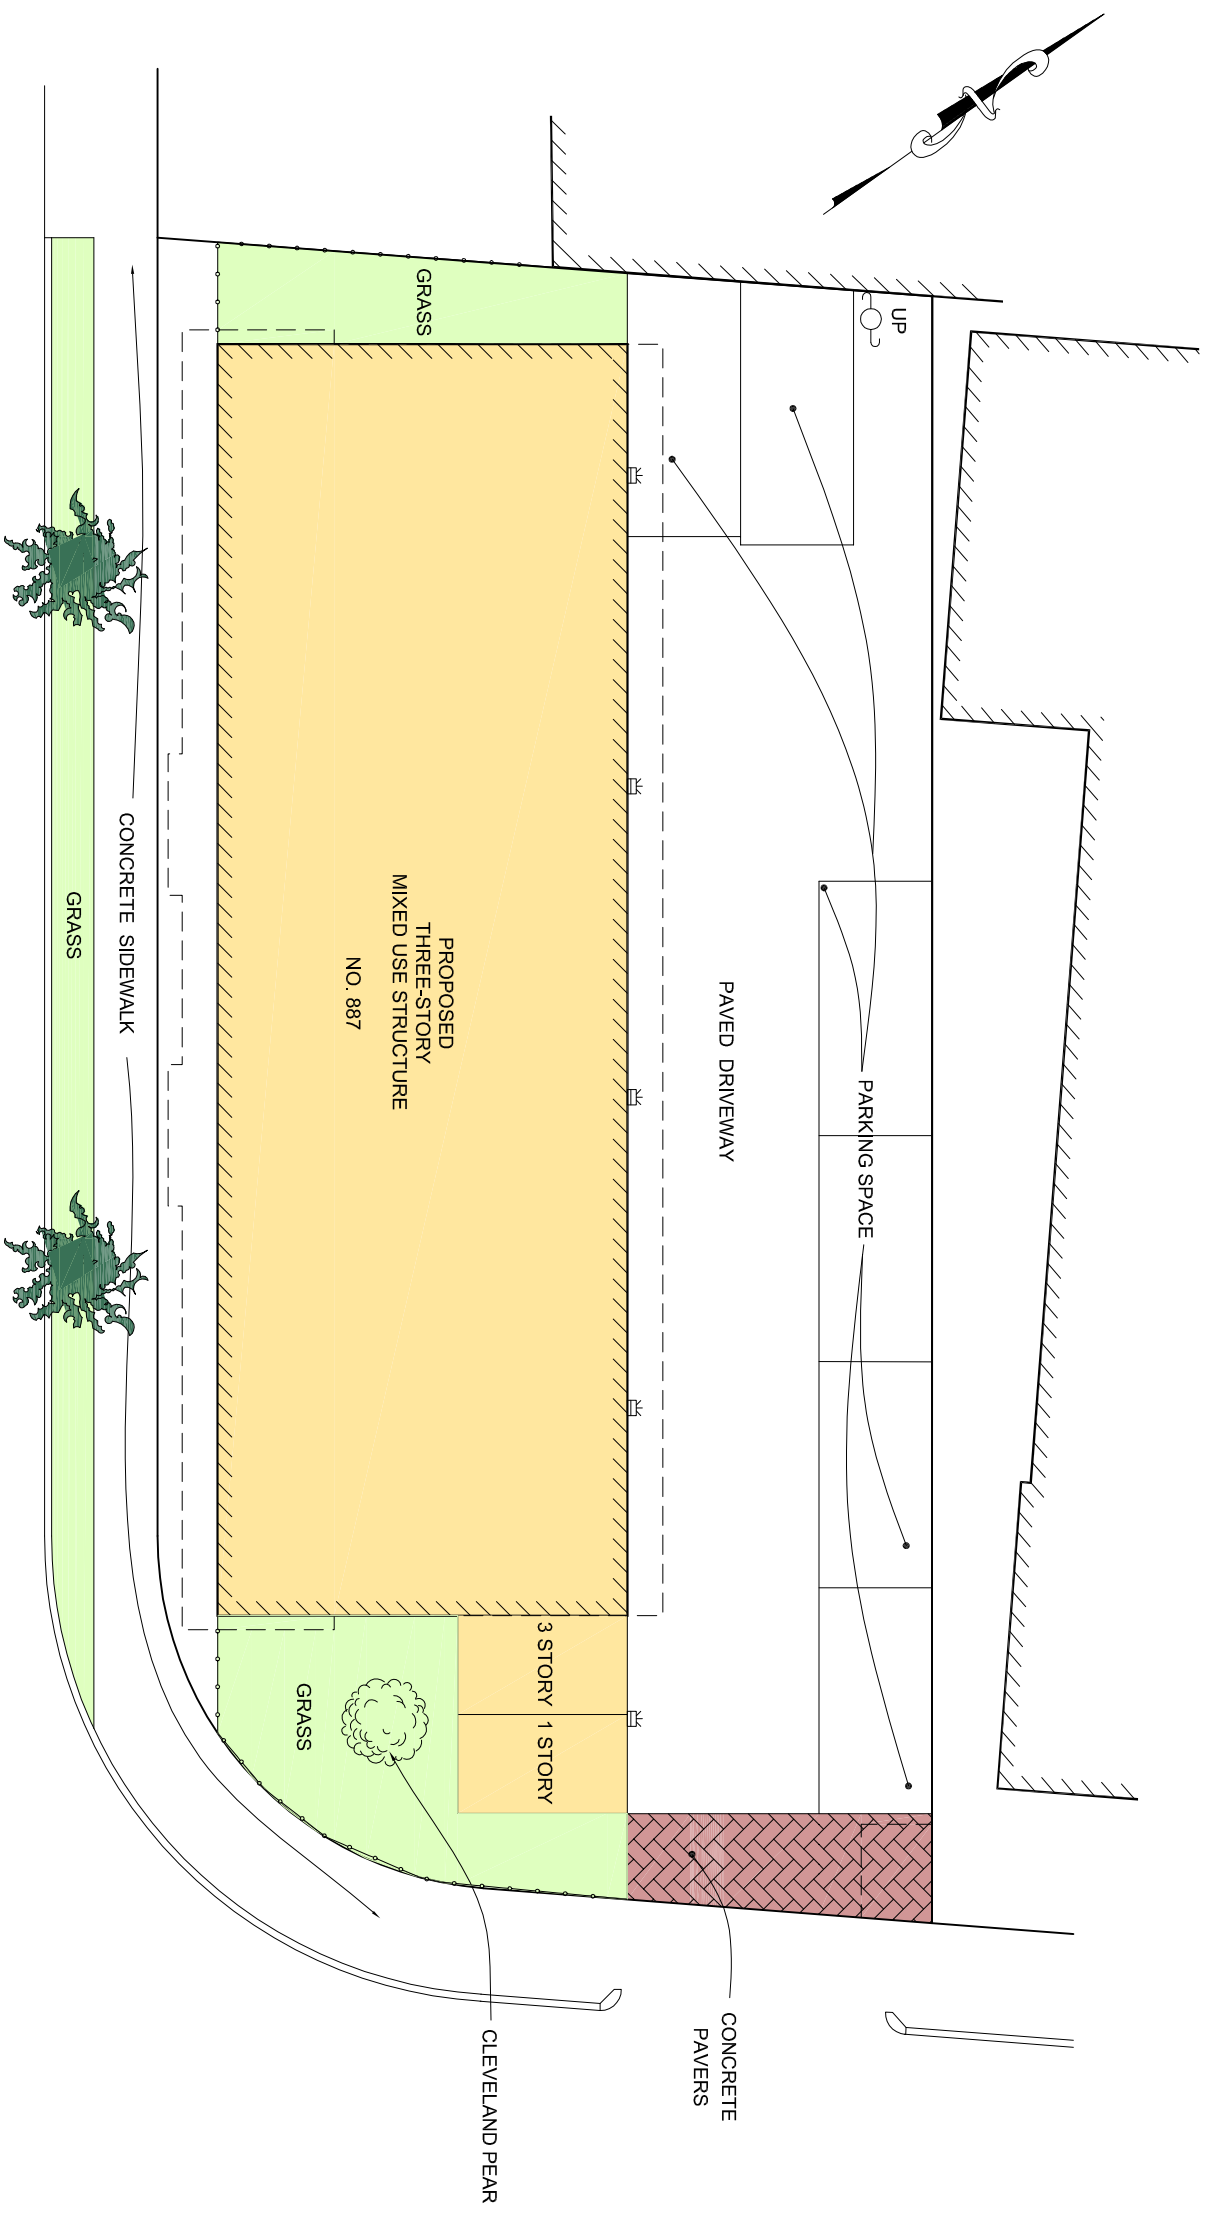 UP
GRASS
PARKING SPACE
PAVED  DRIVEWAY
PROPOSED
THREE-STORY
MIXED USE STRUCTURE
NO. 887
CONCRETE  SIDEWALK
GRASS
3 STORY
1 STORY
GRASS
CONCRETE
PAVERS
CLEVELAND PEAR